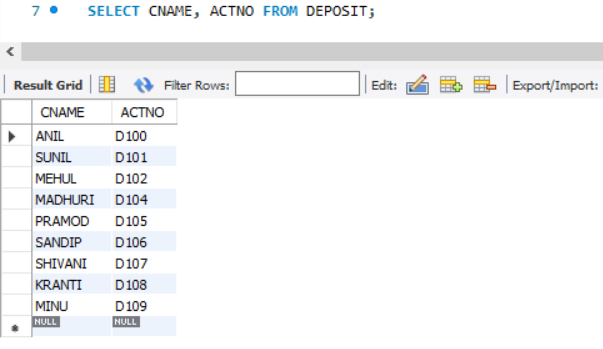 7 SELECT CNAME, ACTNO FROM DEPOSIT;
Result Grid Filter Rows: Edit: Export/Import:
CNAME ACTNO
ANIL D100
SUNIL D101
MEHUL D102
MADHURI D104
PRAMOD D105
SANDIP D106
SHIVANI D107
KRANTI D108
MINU D109
NULL NULL